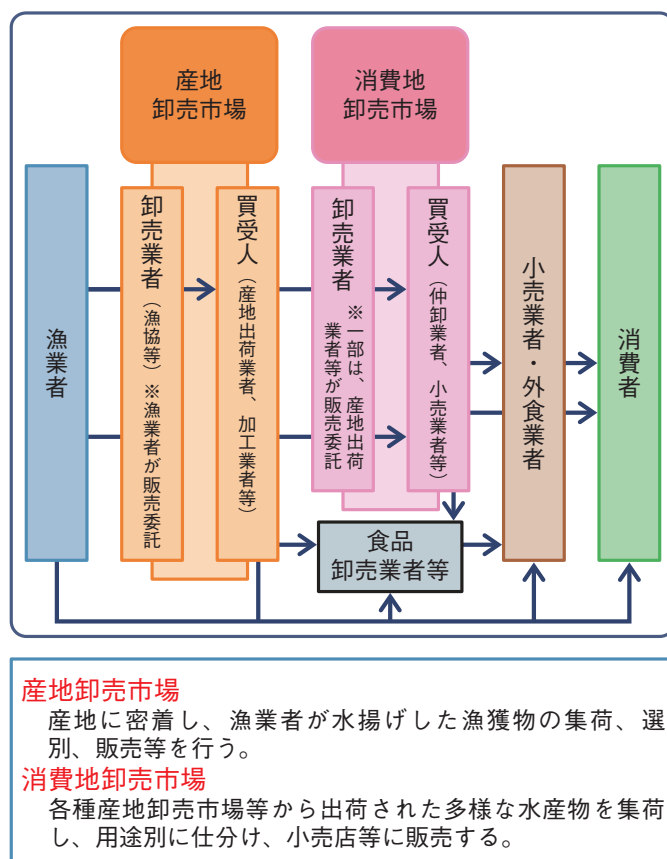 産地
卸売市場
消費地
卸売市場
漁業者
卸売業者（漁協等）※漁業者が販売委託
買受人（産地出荷業者、加工業者等）
卸売業者
※一部は、産地出荷
業者等が販売委託
買受人（仲卸業者、小売業者等）
食品
卸売業者等
小売業者・外食業者
消費者
産地卸売市場
産地に密着し、漁業者が水揚げした漁獲物の集荷、選
別、販売等を行う。
消費地卸売市場
各種産地卸売市場等から出荷された多様な水産物を集荷
し、用途別に仕分け、小売店等に販売する。